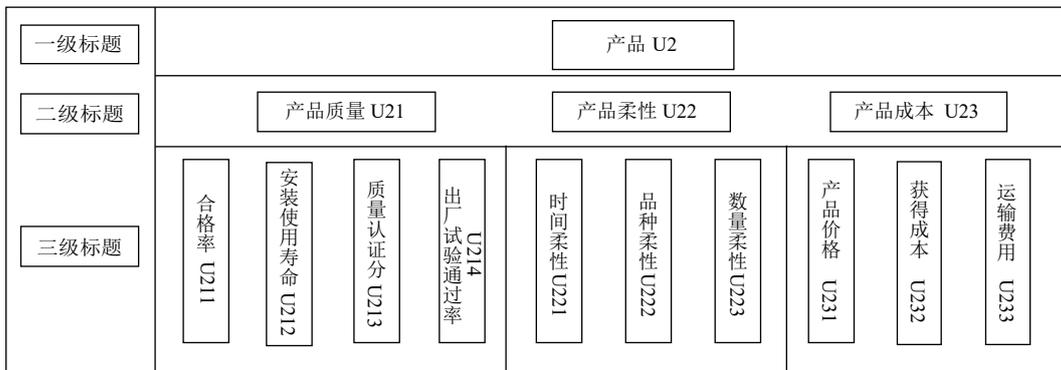 一级标题
产品 U2
二级标题
产品质量 U21
产品柔性 U22
产品成本 U23
三级标题
合格率 U211
安装使用寿命 U212
质量认证分 U213
出厂试验通过率
U214
时间柔性 U221
品种柔性 U222
数量柔性 U223
产品价格 U231
获得成本 U232
运输费用 U233